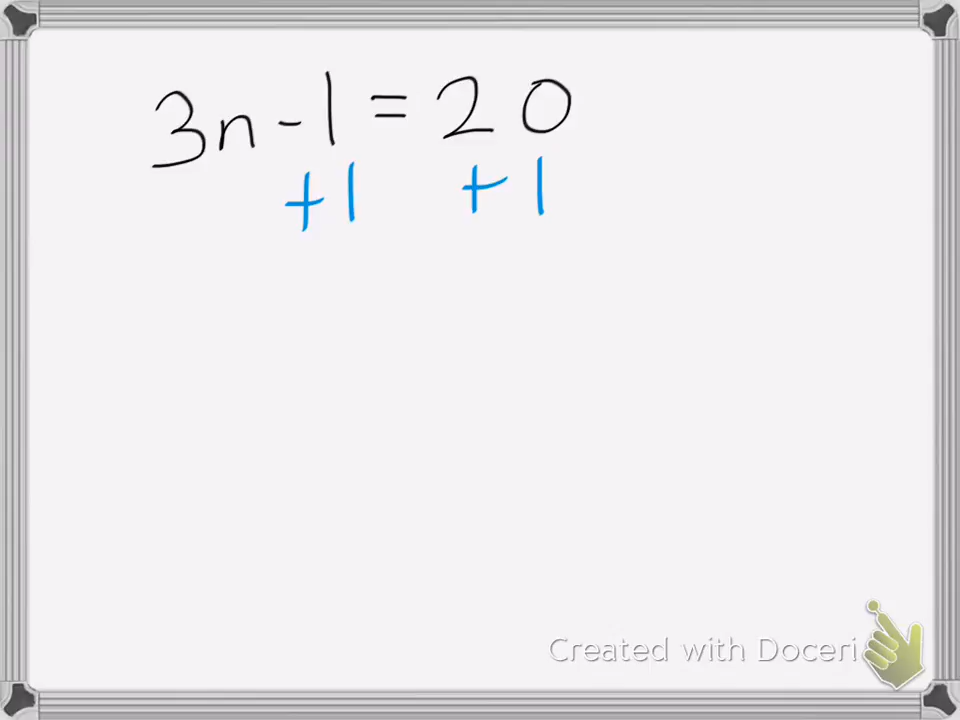 3n - 1 = 20
+1 +1
Created with Doceri